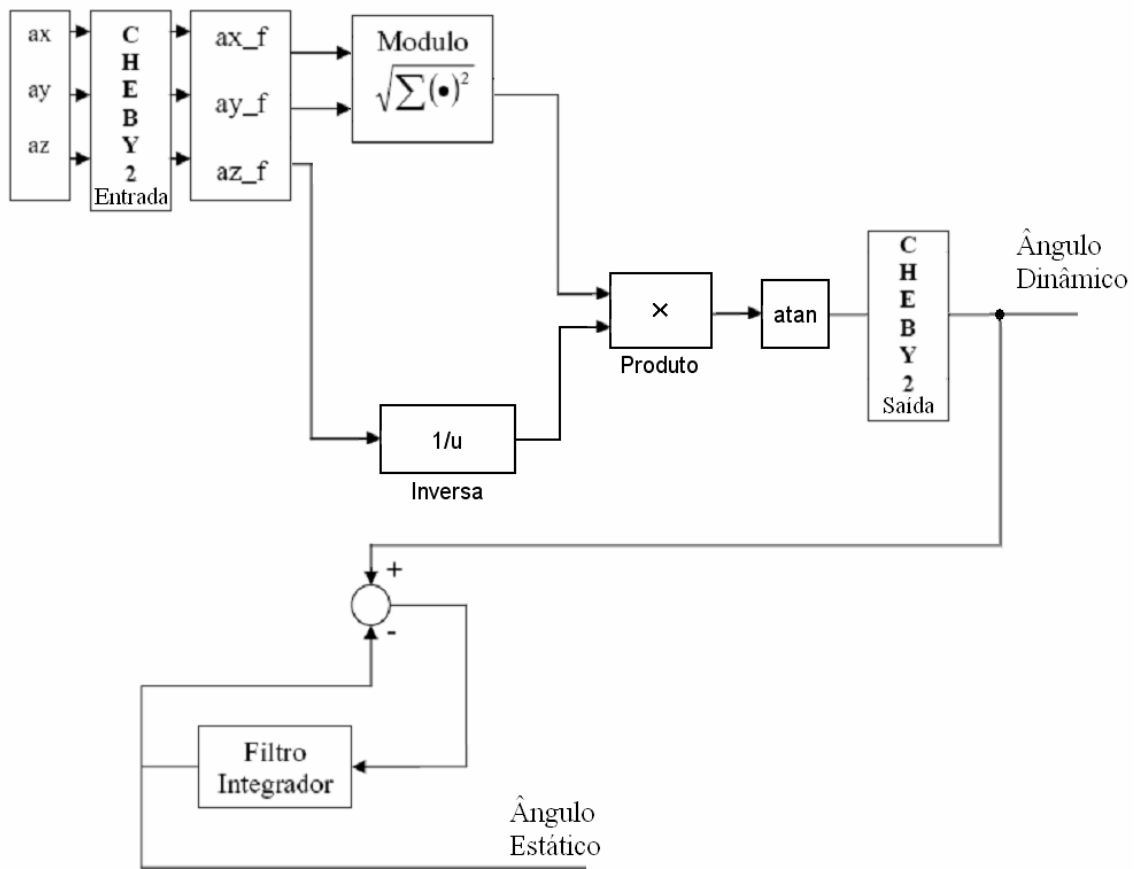 ax
ay
az
C
H
E
B
Y
2
Entrada
ax_f
ay_f
az_f
Modulo
√∑(•)²
×
Produto
atan
C
H
E
B
Y
2
Saída
Ângulo
Dinâmico
1/u
Inversa
+
-
Filtro
Integrador
Ângulo
Estático